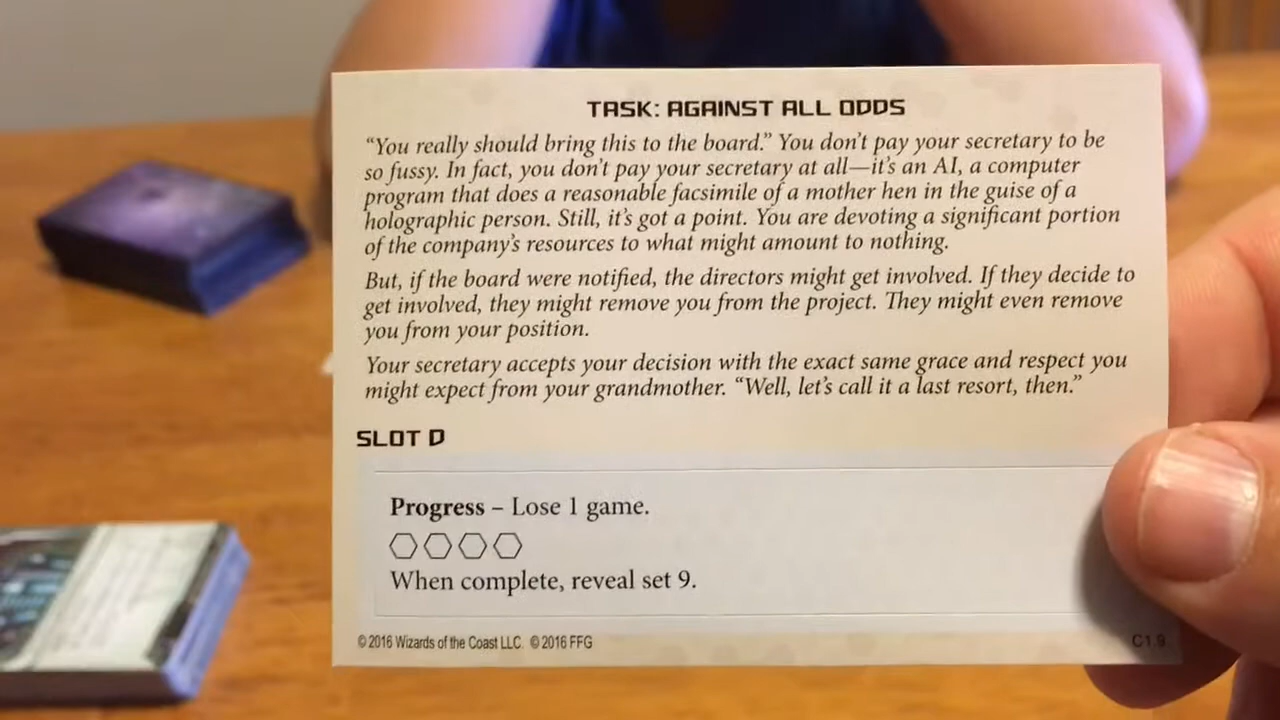 TASK: AGAINST ALL ODDS
“You really should bring this to the board.” You don’t pay your secretary to be
so fussy. In fact, you don’t pay your secretary at all—it’s an AI, a computer
program that does a reasonable facsimile of a mother hen in the guise of a
holographic person. Still, it’s got a point. You are devoting a significant portion
of the company’s resources to what might amount to nothing.
But, if the board were notified, the directors might get involved. If they decide to
get involved, they might remove you from the project. They might even remove
you from your position.
Your secretary accepts your decision with the exact same grace and respect you
might expect from your grandmother. “Well, let’s call it a last resort, then.”
SLOT D
Progress – Lose 1 game.
When complete, reveal set 9.
© 2016 Wizards of the Coast LLC. © 2016 FFG
C1.9